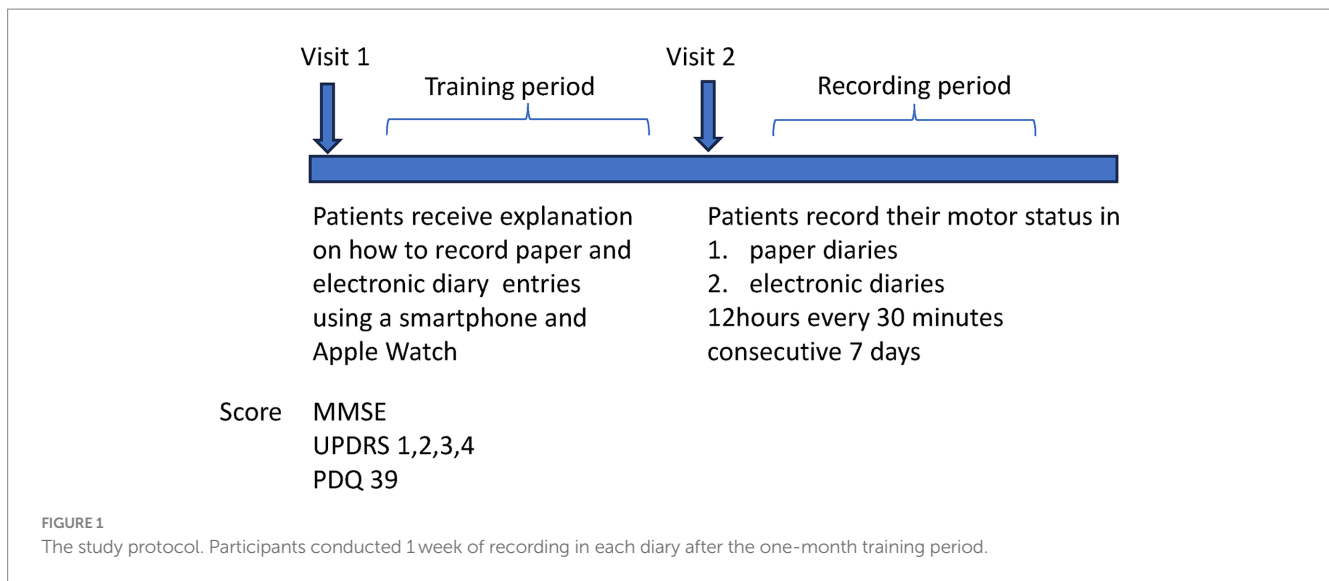 Visit 1
Visit 2
Training period
Recording period
Patients receive explanation
on how to record paper and
electronic diary entries
using a smartphone and
Apple Watch
Patients record their motor status in
1. paper diaries
2. electronic diaries
12hours every 30 minutes
consecutive 7 days
Score MMSE
UPDRS 1,2,3,4
PDQ 39
FIGURE 1
The study protocol. Participants conducted 1 week of recording in each diary after the one-month training period.